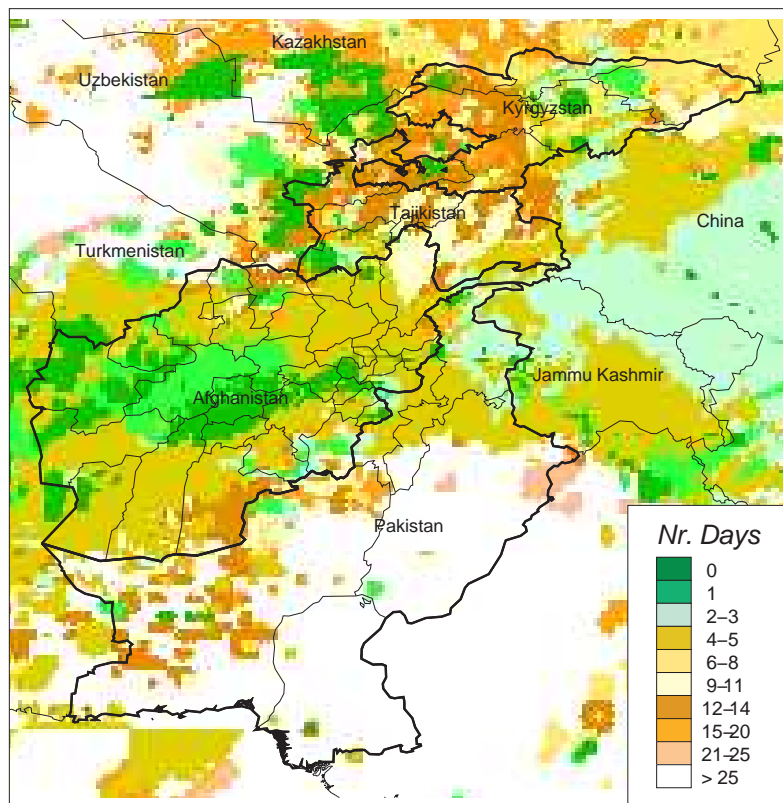 Kazakhstan
Uzbekistan
Kyrgyzstan
Tajikistan
China
Turkmenistan
Jammu Kashmir
Afghanistan
Pakistan
Nr. Days
0
1
2–3
4–5
6–8
9–11
12–14
15–20
21–25
> 25